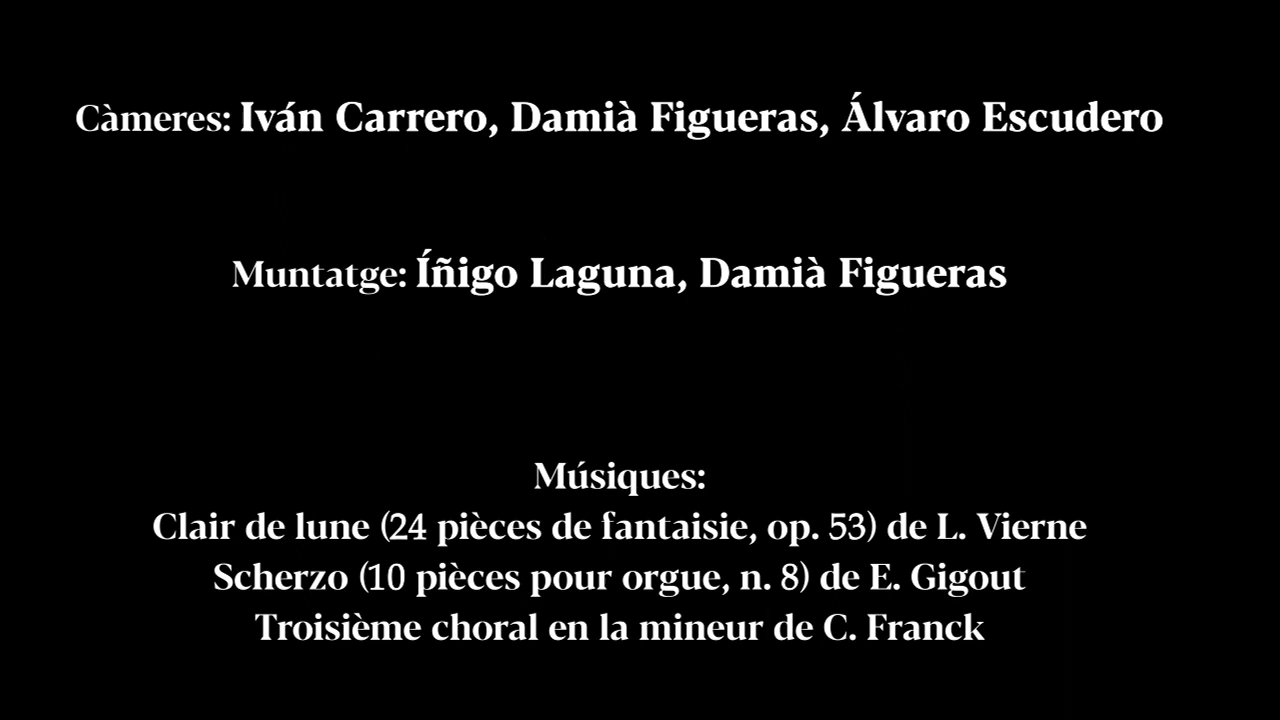 Càmeres: Iván Carrero, Damià Figueras, Álvaro Escudero
Muntatge: Íñigo Laguna, Damià Figueras
Músiques:
Clair de lune (24 pièces de fantaisie, op. 53) de L. Vierne
Scherzo (10 pièces pour orgue, n. 8) de E. Gigout
Troisième choral en la mineur de C. Franck